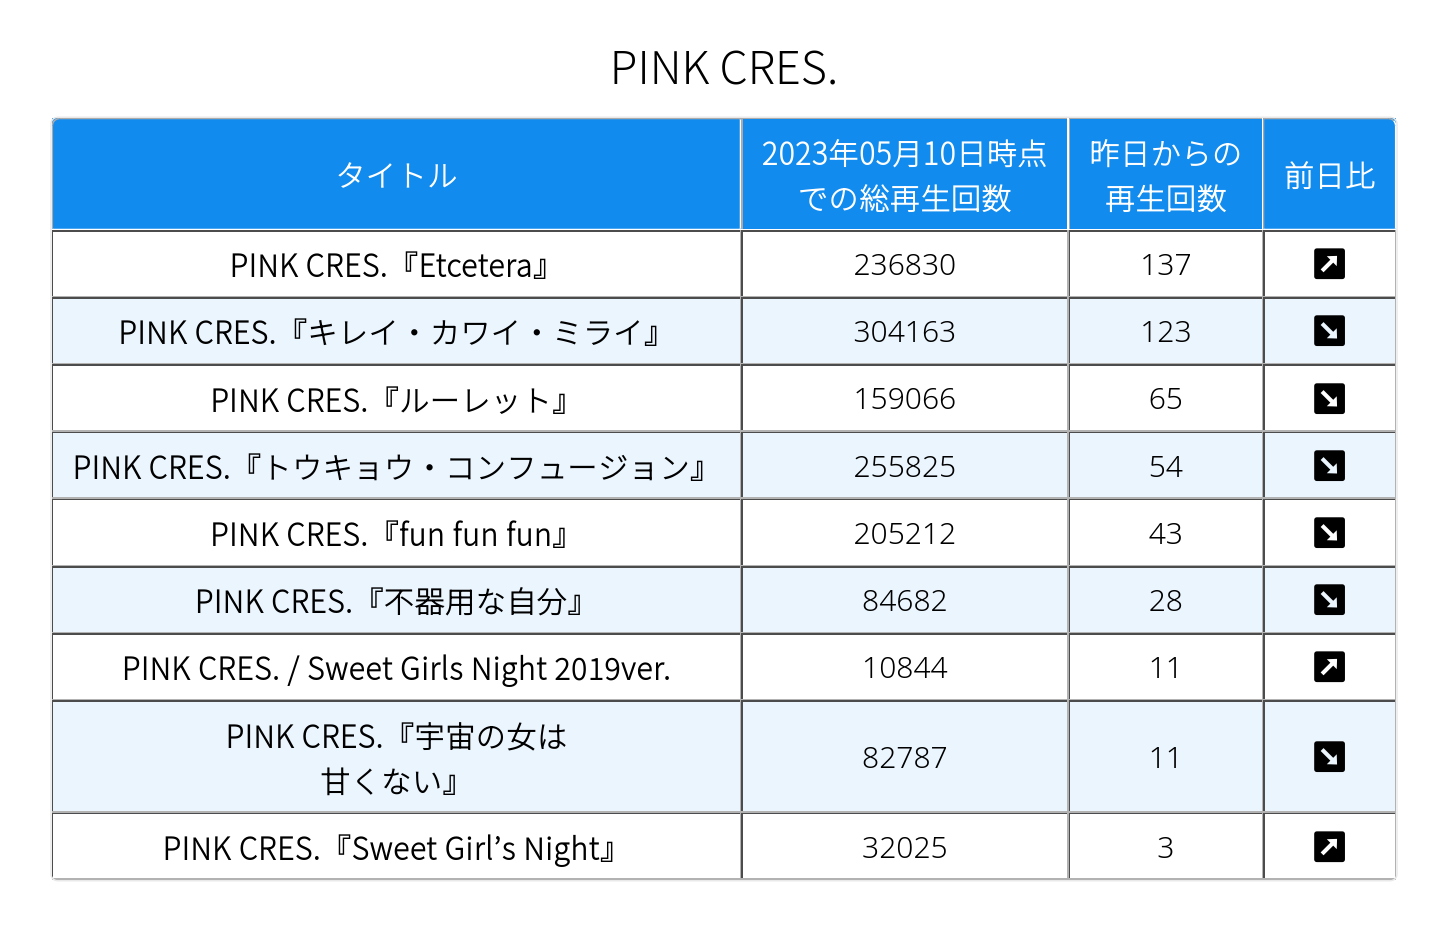 PINK CRES.
タイトル
2023年05月10日時点
での総再生回数
昨日からの
再生回数
前日比
PINK CRES.『Etcetera』 236830 137 ↗
PINK CRES.『キレイ・カワイ・ミライ』 304163 123 ↘
PINK CRES.『ルーレット』 159066 65 ↘
PINK CRES.『トウキョウ・コンフュージョン』 255825 54 ↘
PINK CRES.『fun fun fun』 205212 43 ↘
PINK CRES.『不器用な自分』 84682 28 ↘
PINK CRES. / Sweet Girls Night 2019ver. 10844 11 ↗
PINK CRES.『宇宙の女は
甘くない』 82787 11 ↘
PINK CRES.『Sweet Girl’s Night』 32025 3 ↗